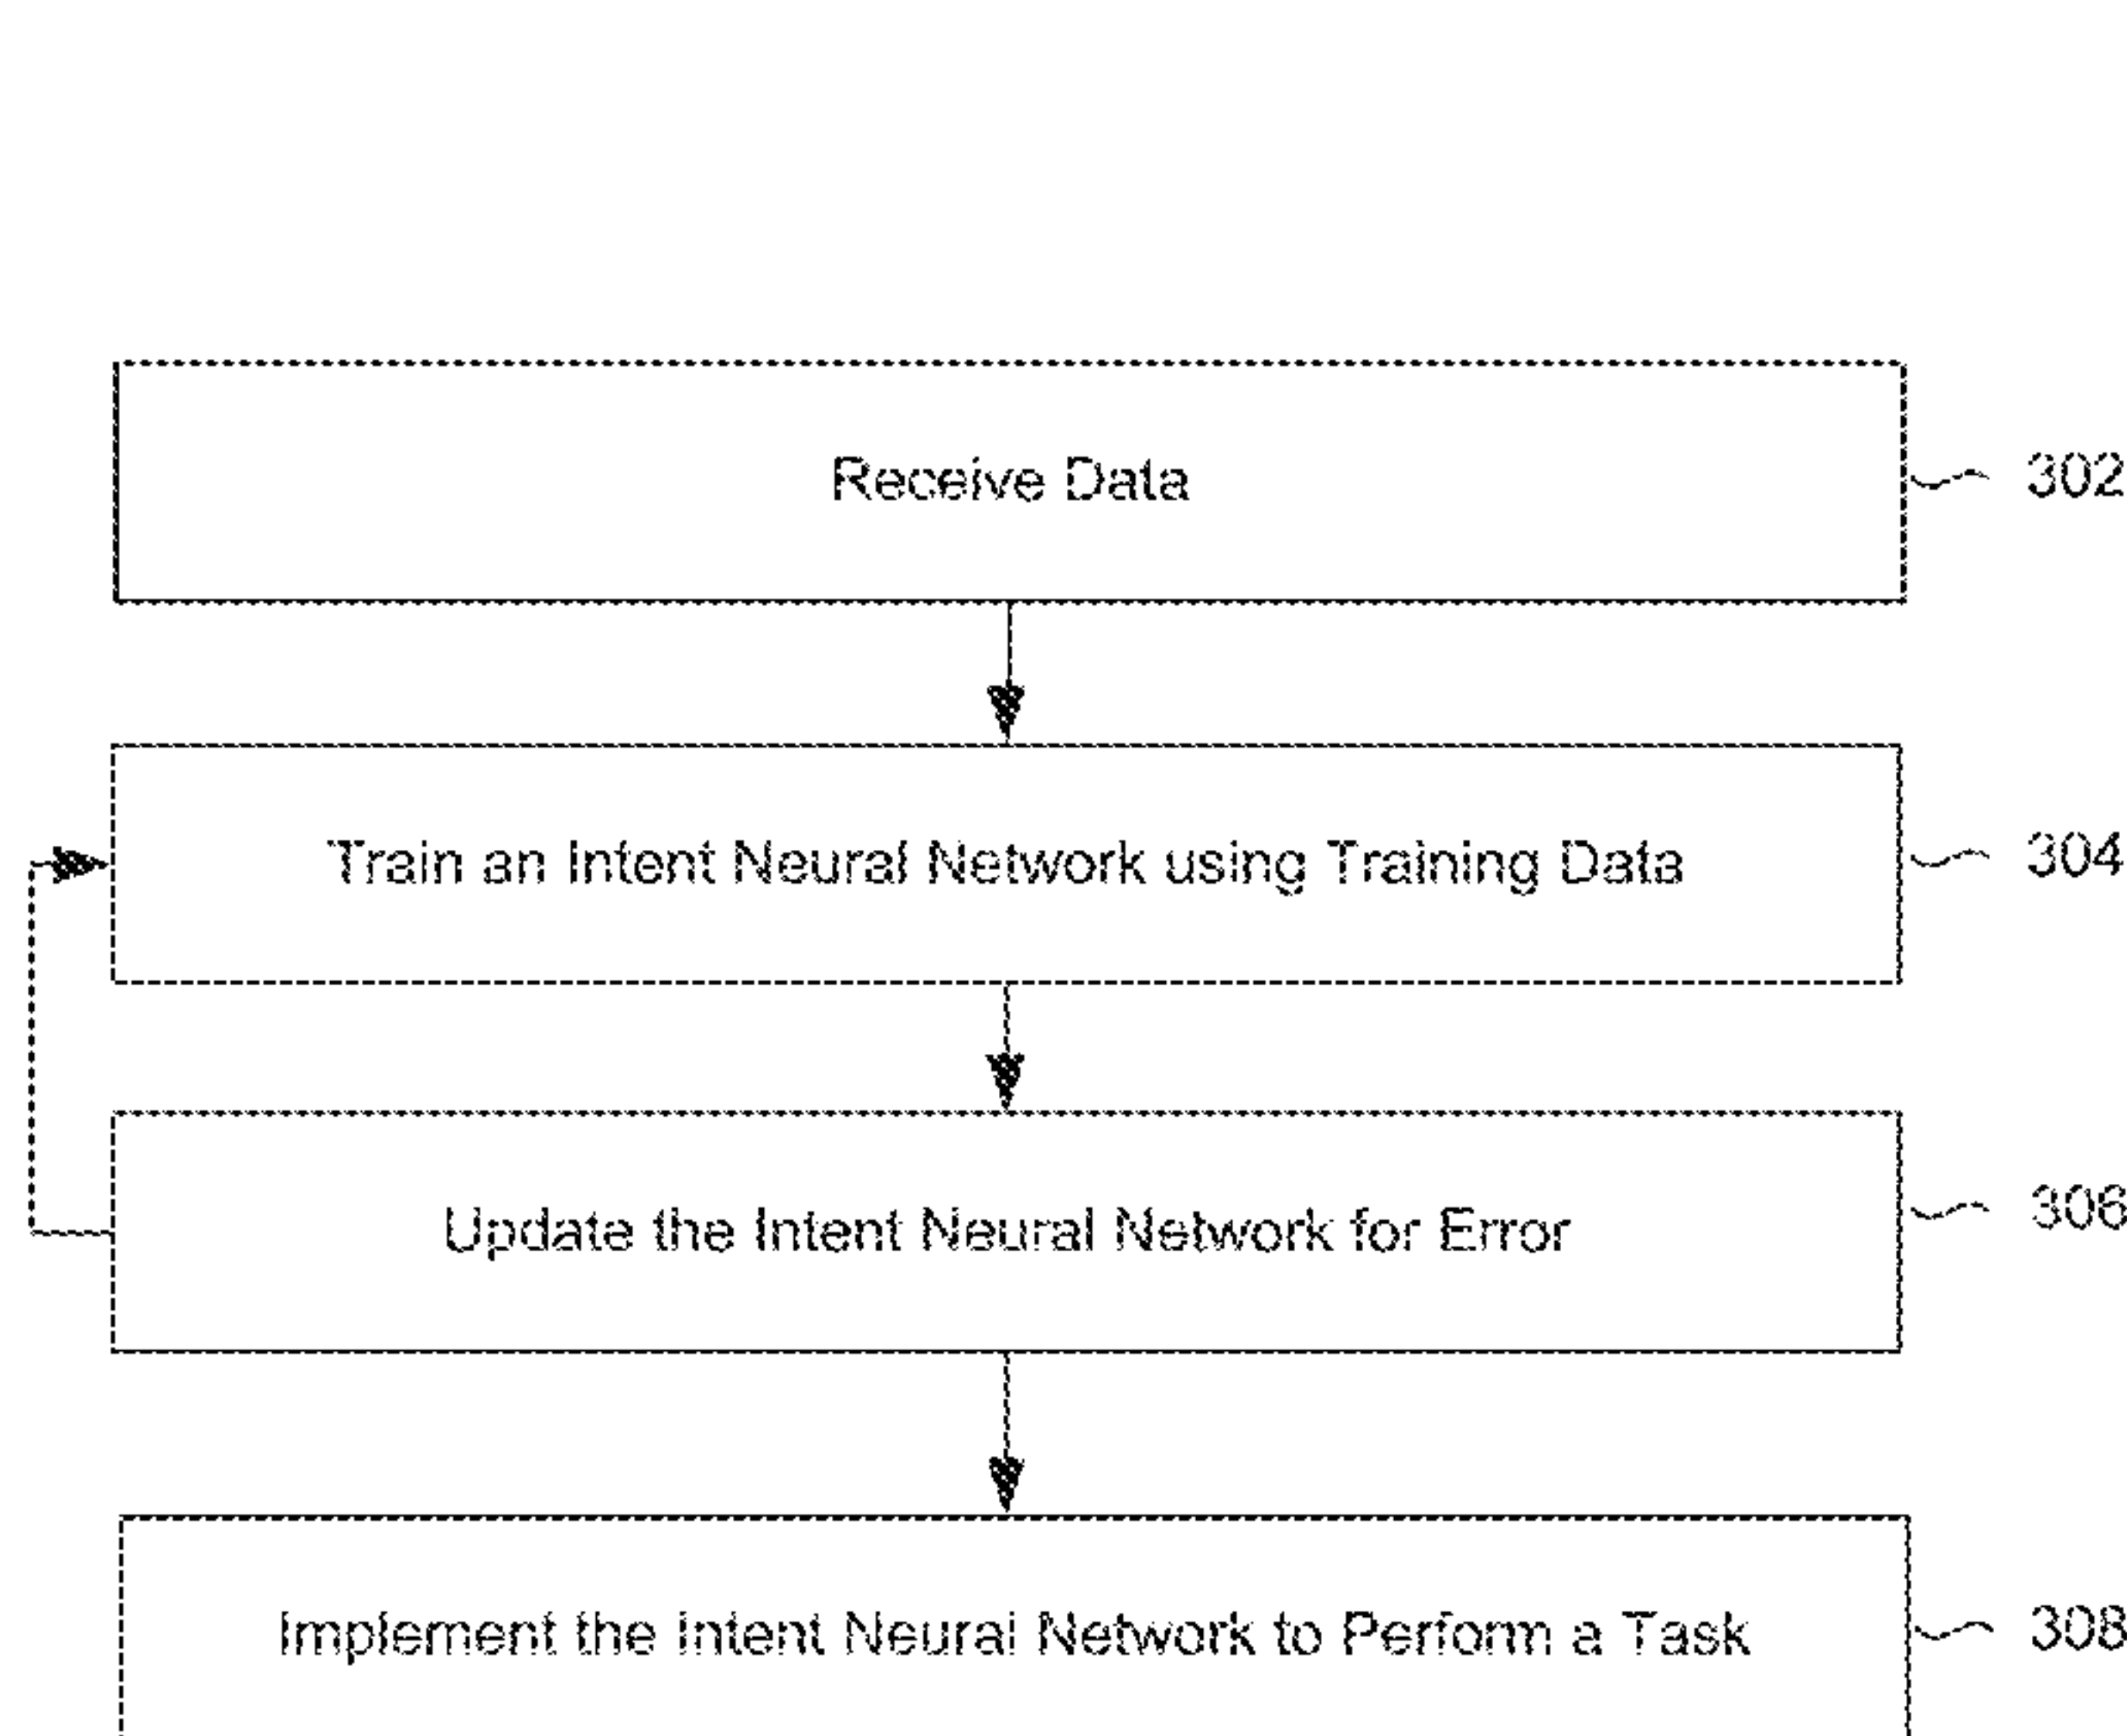 Receive Data
302
Train an Intent Neural Network using Training Data
304
Update the Intent Neural Network for Error
306
Implement the Intent Neural Network to Perform a Task
308